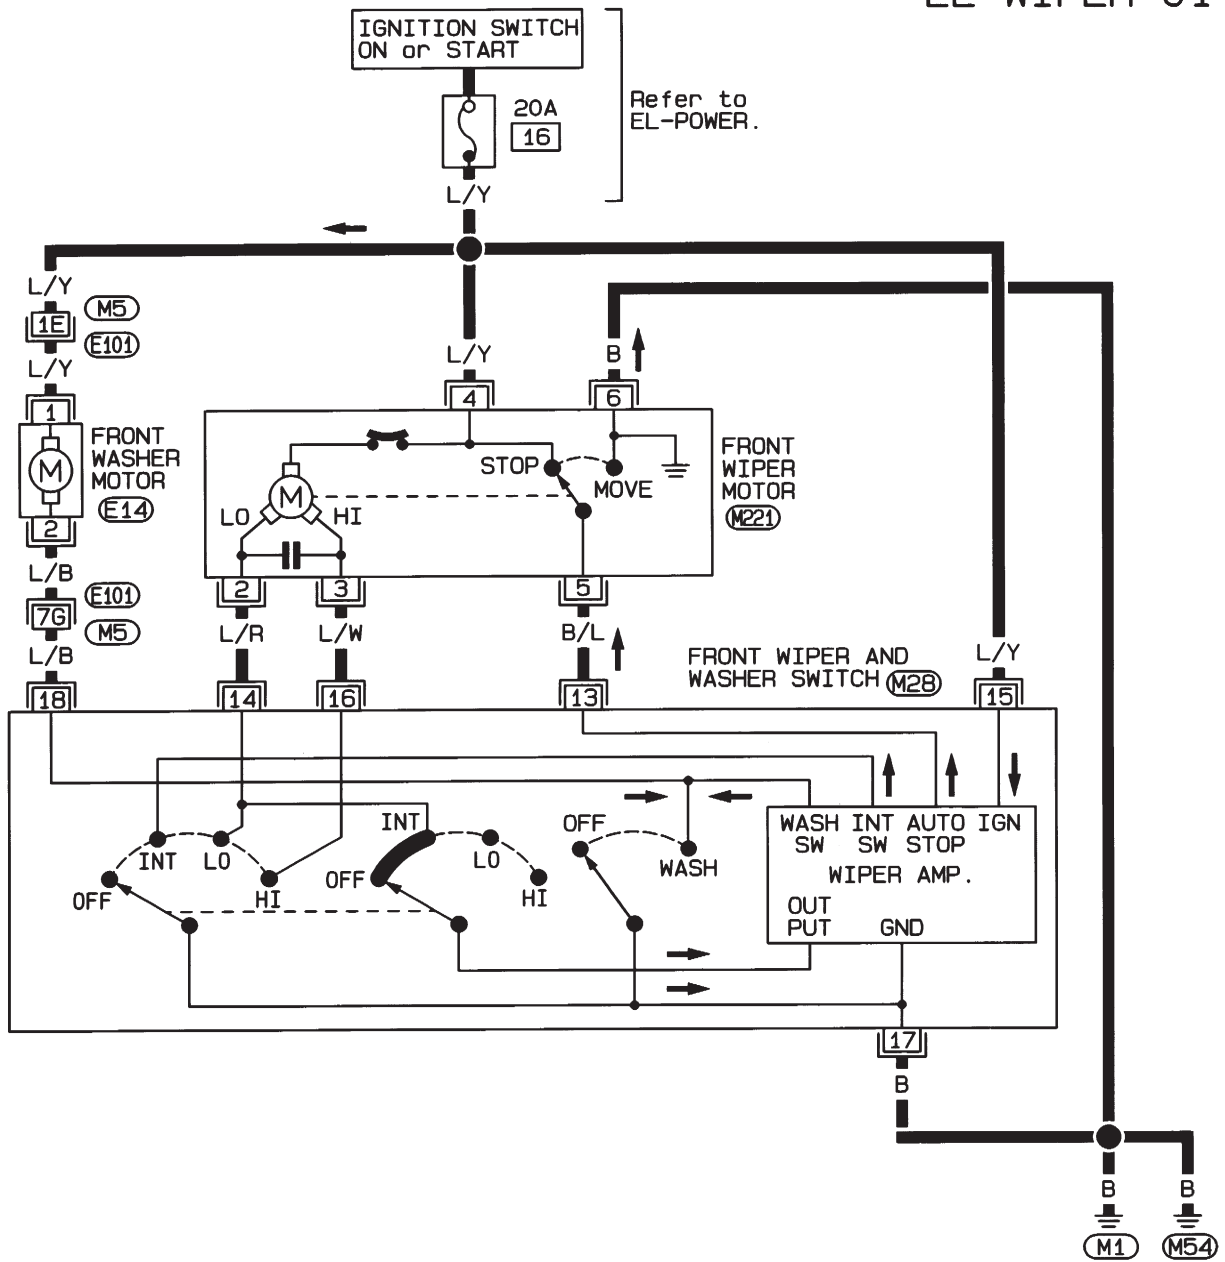 IGNITION SWITCH
ON or START
20A
16
Refer to
EL-POWER.
L/Y
L/Y
M5
1E
E101
L/Y
L/Y
B
4
6
1
FRONT
WASHER
MOTOR
E14
M
2
STOP
MOVE
M
LO
HI
FRONT
WIPER
MOTOR
M221
L/B
E101
7G
M5
L/B
2
3
5
L/R
L/W
B/L
FRONT WIPER AND
WASHER SWITCH M28
L/Y
18
14
16
13
15
INT
LO
OFF
HI
INT
OFF
LO
HI
OFF
WASH
WASH INT AUTO IGN
SW SW STOP
WIPER AMP.
OUT
PUT GND
17
B
B
B
M1
M54